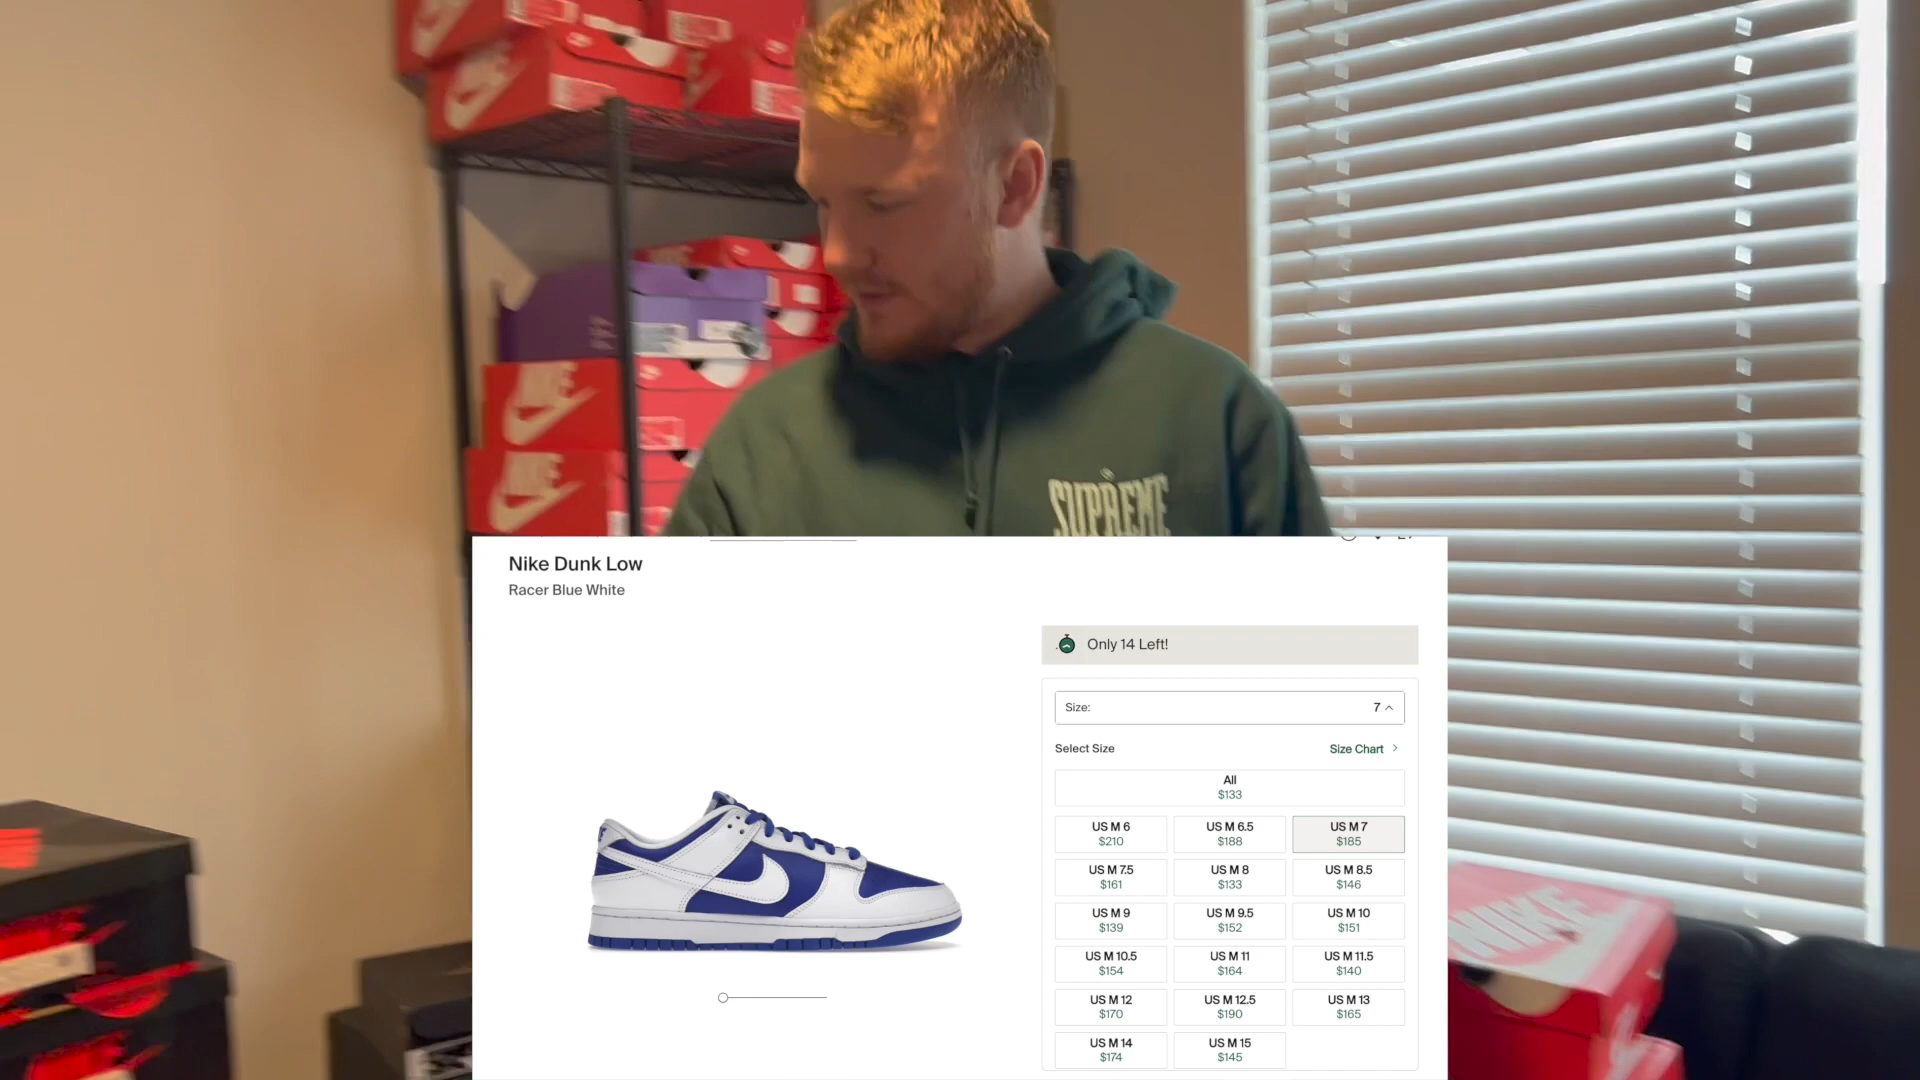 NIKE
NIKE
SUPREME
Nike Dunk Low
Racer Blue White
Only 14 Left!
Size: 7
Select Size Size Chart
All
$133
US M 6 US M 6.5 US M 7
$210 $188 $185
US M 7.5 US M 8 US M 8.5
$161 $133 $146
US M 9 US M 9.5 US M 10
$139 $152 $151
US M 10.5 US M 11 US M 11.5
$154 $164 $140
US M 12 US M 12.5 US M 13
$170 $190 $165
US M 14 US M 15
$174 $145
NIKE